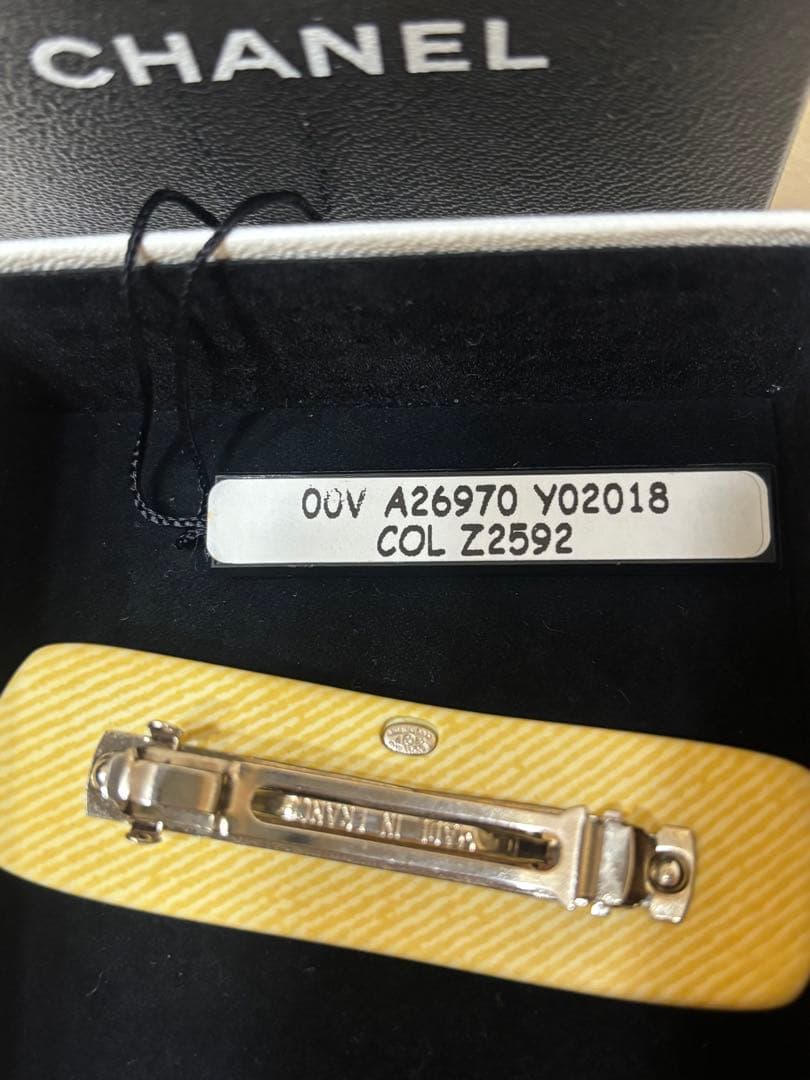 CHANEL
00V A26970 Y02018
COL Z2592
MADE IN FRANCE